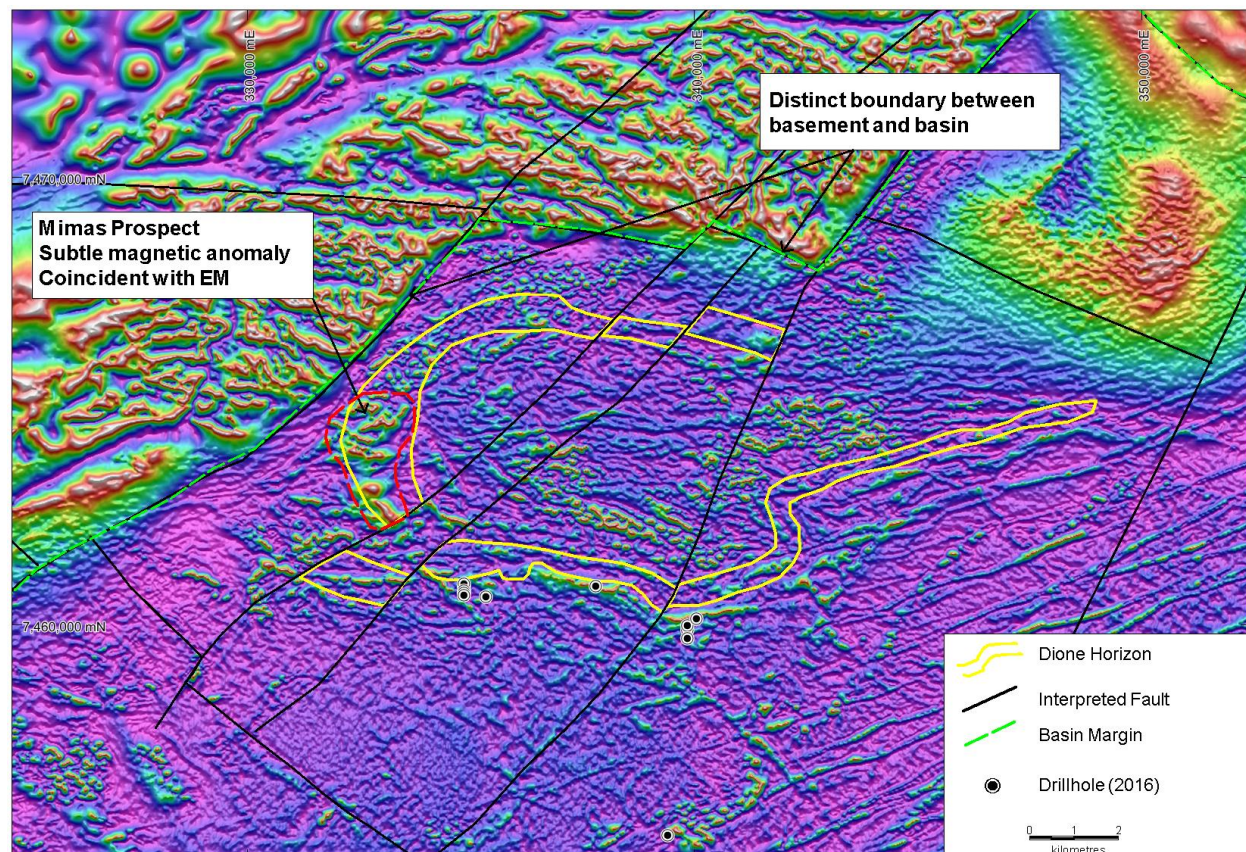 330,000 mE
340,000 mE
350,000 mE
Distinct boundary between
basement and basin
7,470,000 mN
Mimas Prospect
Subtle magnetic anomaly
Coincident with EM
7,460,000 mN
Dione Horizon
Interpreted Fault
Basin Margin
Drillhole (2016)
0 1 2
kilometres